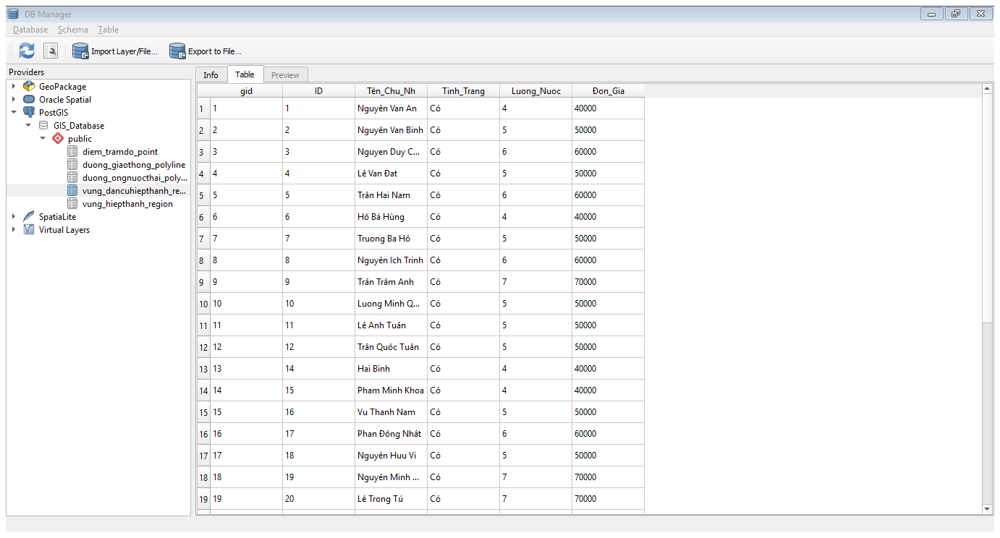 DB Manager
Database Schema Table
Import Layer/File... Export to File...
Providers
GeoPackage
Oracle Spatial
PostGIS
GIS_Database
public
diem_tramdo_point
duong_giaothong_polyline
duong_ongnuocthai_poly...
vung_dancuhiepthanh_re...
vung_hiepthanh_region
SpatiaLite
Virtual Layers
Info Table Preview
gid ID Tên_Chu_Nh Tinh_Trang Luong_Nuoc Đon_Gia
1 1 1 Nguyên Van An Có 4 40000
2 2 2 Nguyên Van Binh Có 5 50000
3 3 3 Nguyen Duy C... Có 6 60000
4 4 4 Lê Van Đat Có 5 50000
5 5 5 Trân Hai Nam Có 6 60000
6 6 6 Hô Bá Hùng Có 4 40000
7 7 7 Truong Ba Hô Có 5 50000
8 8 8 Nguyên Ich Trinh Có 6 60000
9 9 9 Trân Trâm Anh Có 7 70000
10 10 10 Luong Minh Q... Có 5 50000
11 11 11 Lê Anh Tuân Có 5 50000
12 12 12 Trân Quôc Tuân Có 5 50000
13 13 14 Hai Binh Có 4 40000
14 14 15 Pham Minh Khoa Có 4 40000
15 15 16 Vu Thanh Nam Có 5 50000
16 16 17 Phan Đông Nhât Có 6 60000
17 17 18 Nguyên Huu Vi Có 5 50000
18 18 19 Nguyên Minh ... Có 7 70000
19 19 20 Lê Trong Tú Có 7 70000